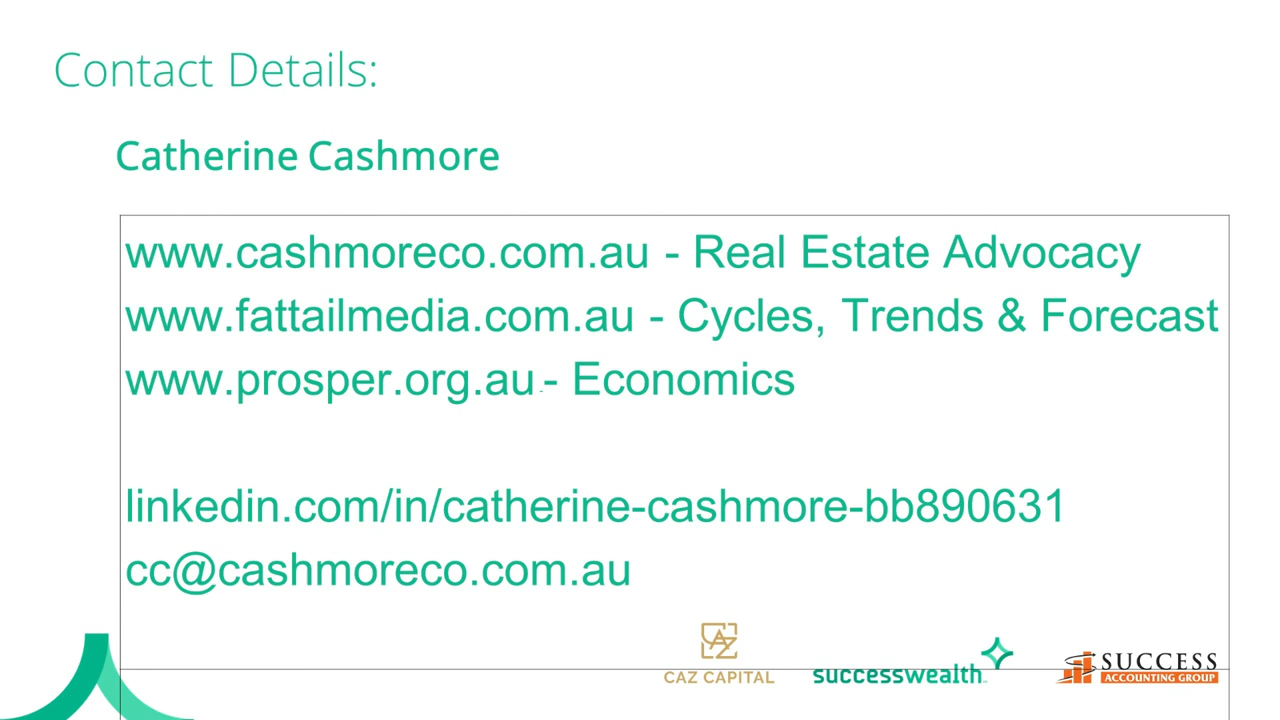 Contact Details:
Catherine Cashmore
www.cashmoreco.com.au - Real Estate Advocacy
www.fattailmedia.com.au - Cycles, Trends & Forecast
www.prosper.org.au - Economics
linkedin.com/in/catherine-cashmore-bb890631
cc@cashmoreco.com.au
CAZ
CAZ CAPITAL
successwealth
SUCCESS
ACCOUNTING GROUP